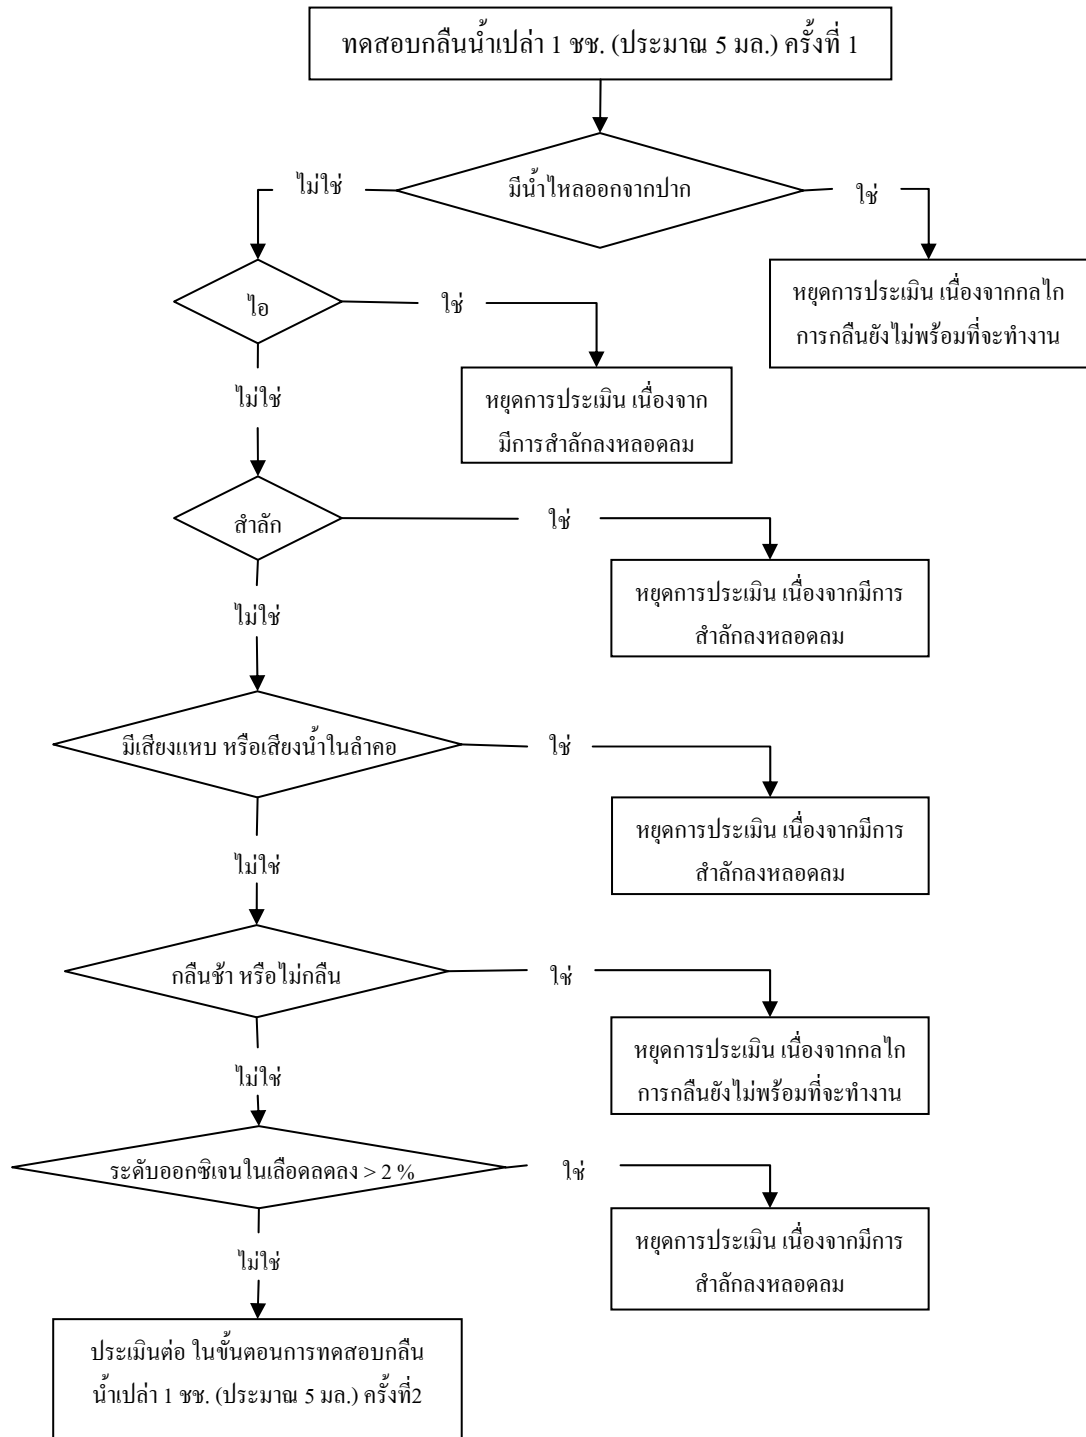 ทดสอบกลืนน้ำเปล่า 1 ชช. (ประมาณ 5 มล.) ครั้งที่ 1
มีน้ำไหลออกจากปาก
ไม่ใช่
ใช่
หยุดการประเมิน เนื่องจากกลไก
การกลืนยังไม่พร้อมที่จะทำงาน
ไอ
ใช่
ไม่ใช่
หยุดการประเมิน เนื่องจาก
มีการสำลักลงหลอดลม
สำลัก
ใช่
หยุดการประเมิน เนื่องจากมีการ
สำลักลงหลอดลม
ไม่ใช่
มีเสียงแหบ หรือเสียงน้ำในลำคอ
ใช่
หยุดการประเมิน เนื่องจากมีการ
สำลักลงหลอดลม
ไม่ใช่
กลืนช้า หรือไม่กลืน
ใช่
หยุดการประเมิน เนื่องจากกลไก
การกลืนยังไม่พร้อมที่จะทำงาน
ไม่ใช่
ระดับออกซิเจนในเลือดลดลง > 2 %
ใช่
หยุดการประเมิน เนื่องจากมีการ
สำลักลงหลอดลม
ไม่ใช่
ประเมินต่อ ในขั้นตอนการทดสอบกลืน
น้ำเปล่า 1 ชช. (ประมาณ 5 มล.) ครั้งที่2